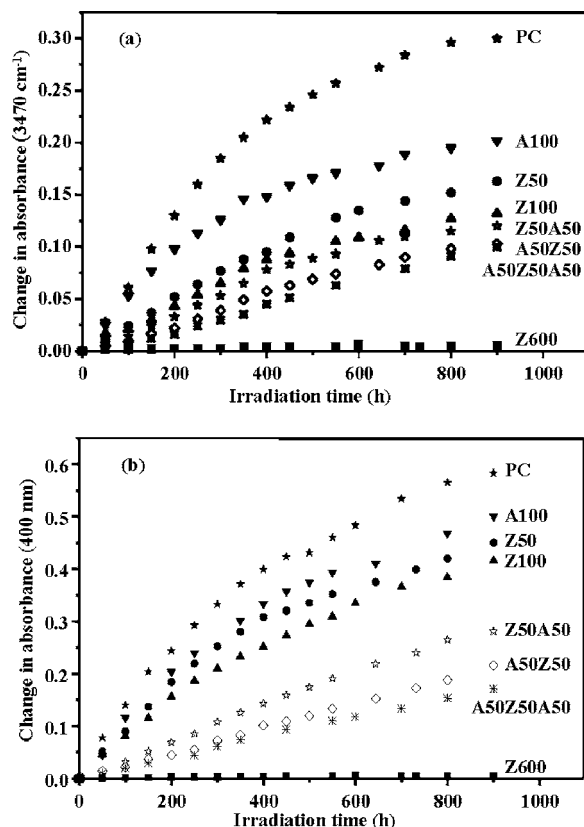 (a)
PC
A100
Z50
Z100
Z50A50
A50Z50
A50Z50A50
Z600
Change in absorbance (3470 cm-1)
0.30
0.25
0.20
0.15
0.10
0.05
0.00
0 200 400 600 800 1000
Irradiation time (h)
(b)
PC
A100
Z50
Z100
Z50A50
A50Z50
A50Z50A50
Z600
Change in absorbance (400 nm)
0.6
0.5
0.4
0.3
0.2
0.1
0.0
0 200 400 600 800 1000
Irradiation time (h)